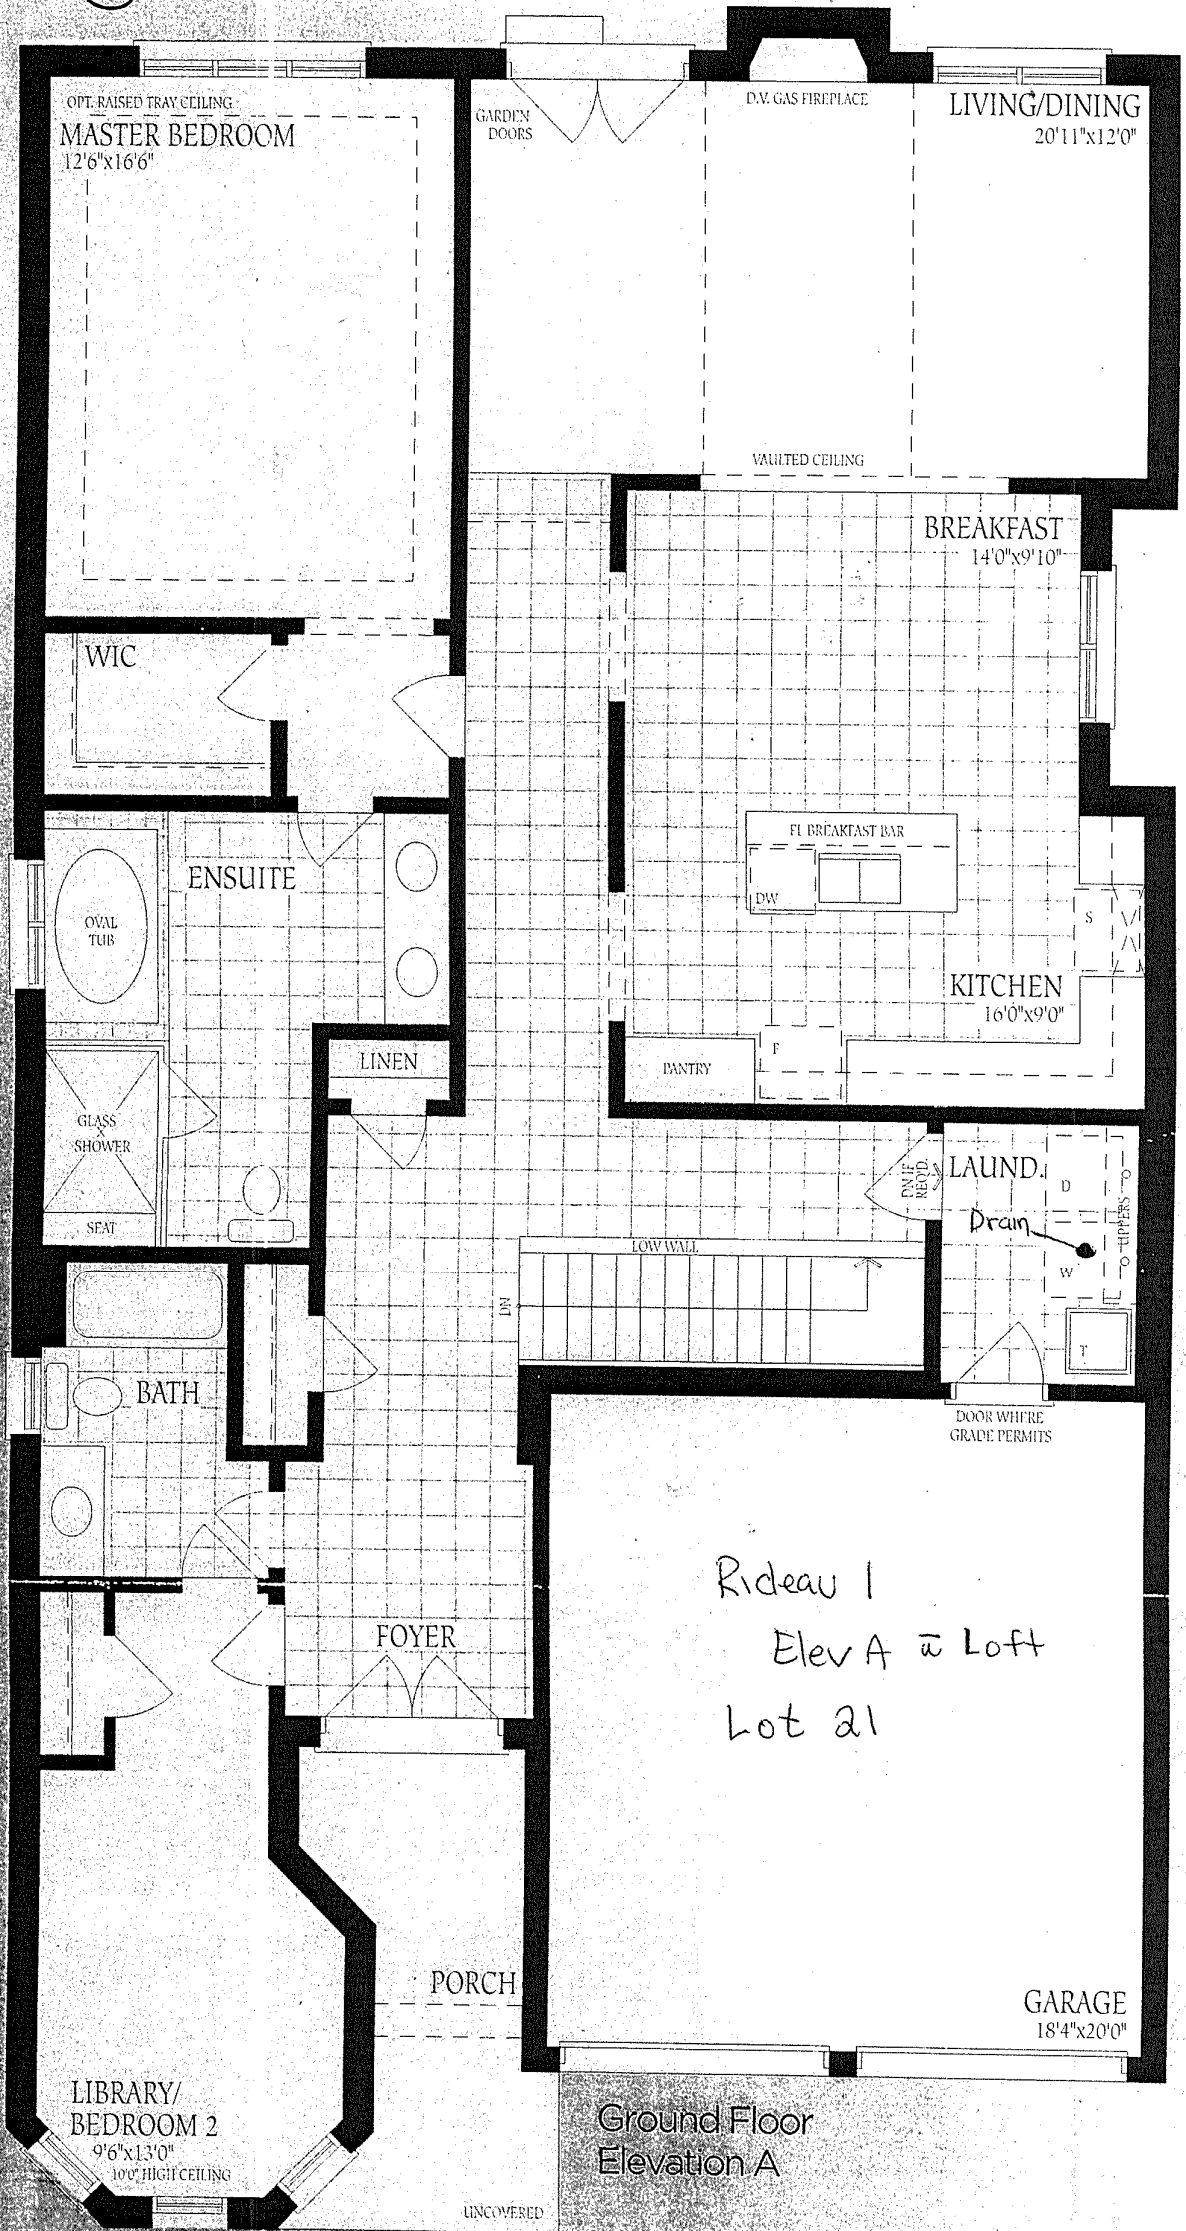 OPT. RAISED TRAY CEILING
MASTER BEDROOM
12'6"x16'6"
GARDEN
DOORS
D.V. GAS FIREPLACE
LIVING/DINING
20'11"x12'0"
VAULTED CEILING
BREAKFAST
14'0"x9'10"
WIC
ENSUITE
OVAL
TUB
FL BREAKFAST BAR
DW
S
KITCHEN
16'0"x9'0"
LINEN
PANTRY
F
GLASS
SHOWER
SEAT
DN IF
REQ'D.
LAUND.
D
UPPERS
Drain
W
T
LOW WALL
DN
BATH
DOOR WHERE
GRADE PERMITS
FOYER
Rideau 1
Elev A w Loft
Lot 21
PORCH
GARAGE
18'4"x20'0"
LIBRARY/
BEDROOM 2
9'6"x13'0"
10'0" HIGH CEILING
Ground Floor
Elevation A
UNCOVERED